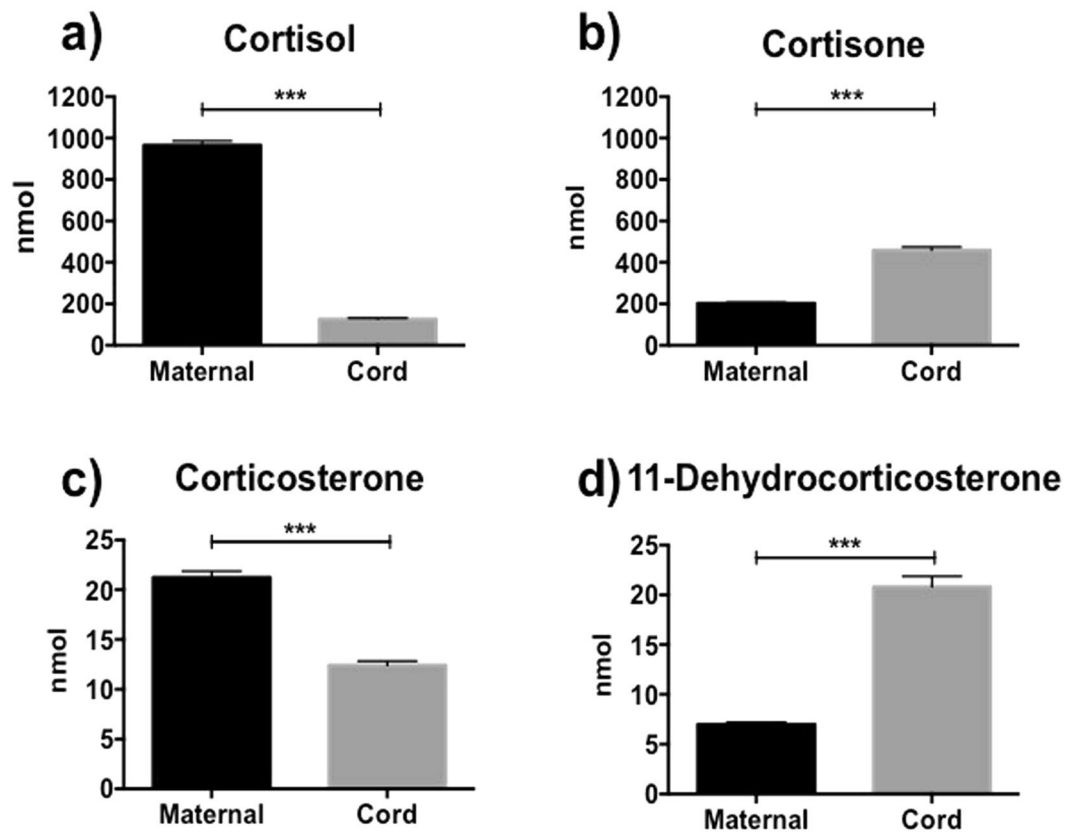 a) Cortisol
***
1200
1000
800
600
400
200
0
nmol
Maternal Cord
b) Cortisone
***
1200
1000
800
600
400
200
0
nmol
Maternal Cord
c) Corticosterone
***
25
20
15
10
5
0
nmol
Maternal Cord
d) 11-Dehydrocorticosterone
***
25
20
15
10
5
0
nmol
Maternal Cord